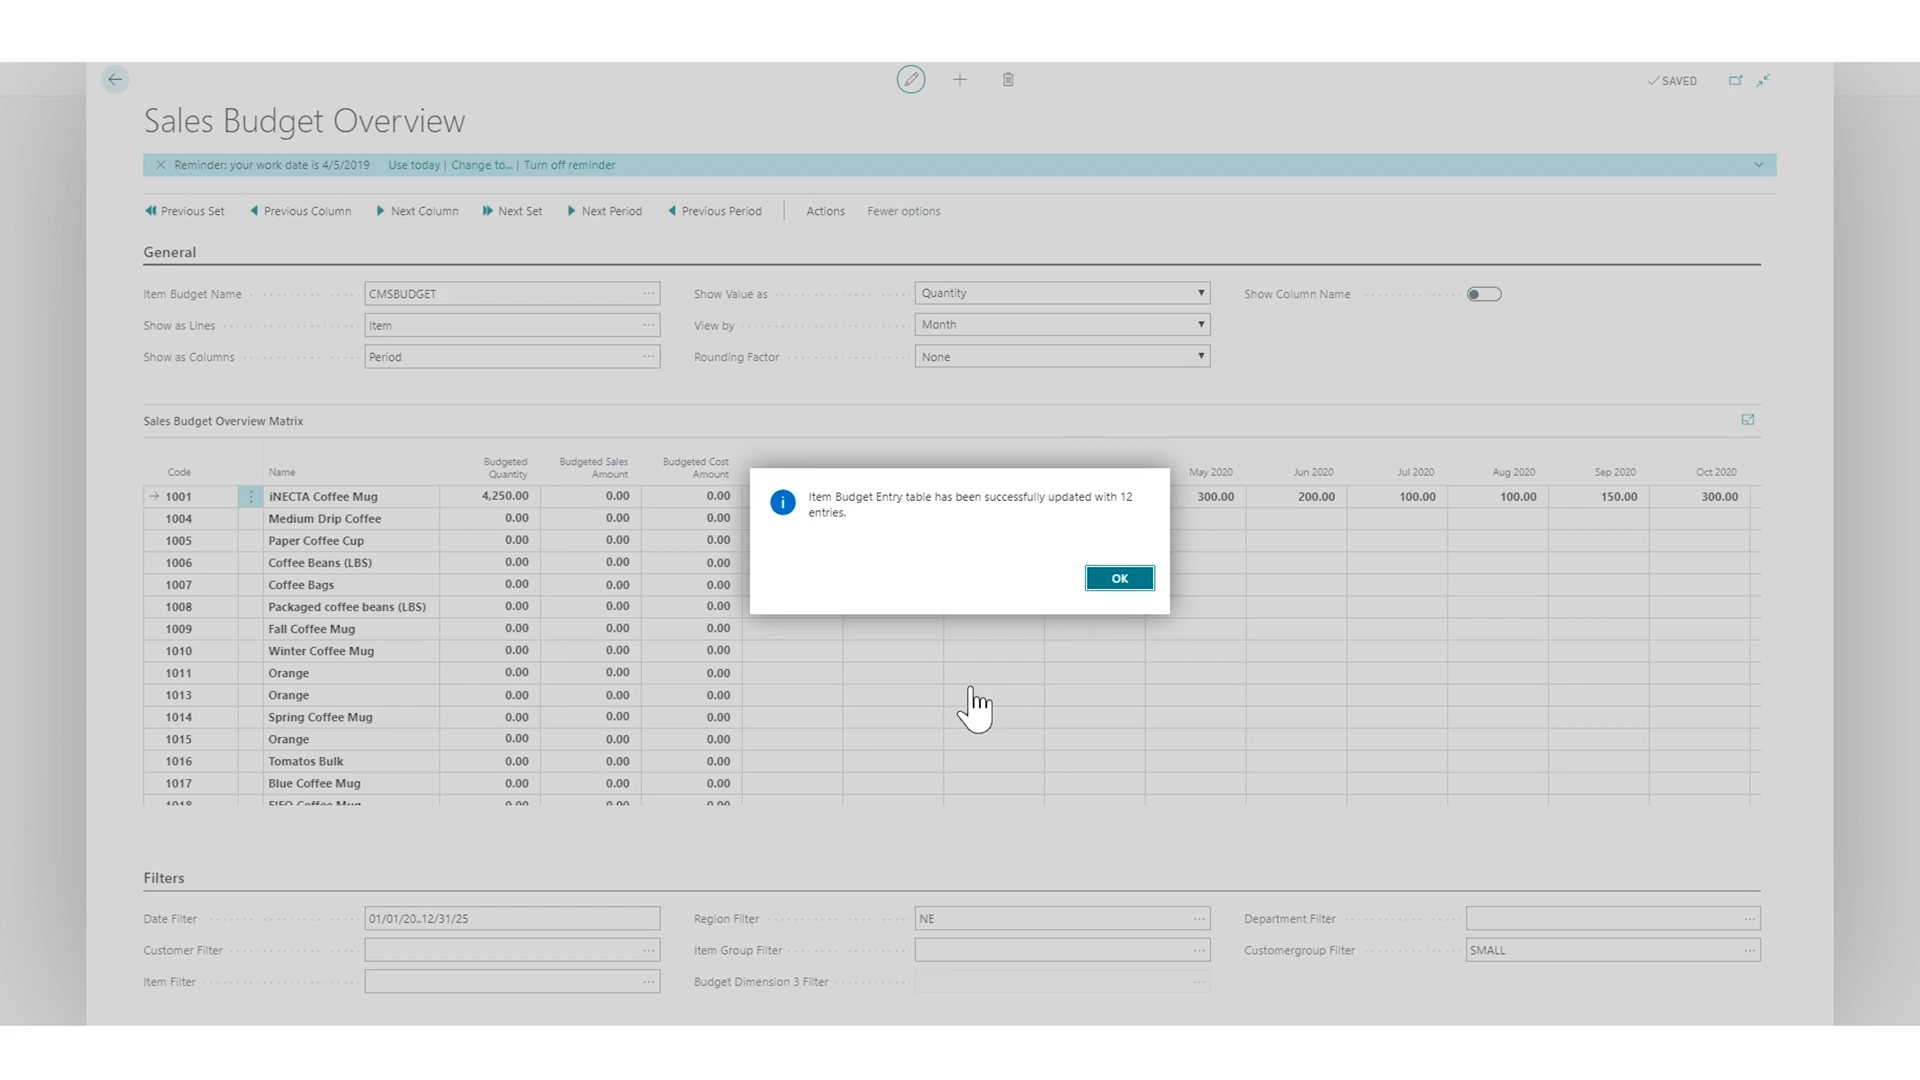 SAVED
Sales Budget Overview
Reminder: your work date is 4/5/2019 Use today | Change to... | Turn off reminder
Previous Set Previous Column Next Column Next Set Next Period Previous Period Actions Fewer options
General
Item Budget Name CMSBUDGET Show Value as Quantity Show Column Name
Show as Lines Item View by Month
Show as Columns Period Rounding Factor None
Sales Budget Overview Matrix
Code Name Budgeted Quantity Budgeted Sales Amount Budgeted Cost Amount May 2020 Jun 2020 Jul 2020 Aug 2020 Sep 2020 Oct 2020
1001 iNECTA Coffee Mug 4,250.00 0.00 0.00 300.00 200.00 100.00 100.00 150.00 300.00
Item Budget Entry table has been successfully updated with 12
entries.
OK
1004 Medium Drip Coffee 0.00 0.00 0.00
1005 Paper Coffee Cup 0.00 0.00 0.00
1006 Coffee Beans (LBS) 0.00 0.00 0.00
1007 Coffee Bags 0.00 0.00 0.00
1008 Packaged coffee beans (LBS) 0.00 0.00 0.00
1009 Fall Coffee Mug 0.00 0.00 0.00
1010 Winter Coffee Mug 0.00 0.00 0.00
1011 Orange 0.00 0.00 0.00
1013 Orange 0.00 0.00 0.00
1014 Spring Coffee Mug 0.00 0.00 0.00
1015 Orange 0.00 0.00 0.00
1016 Tomatos Bulk 0.00 0.00 0.00
1017 Blue Coffee Mug 0.00 0.00 0.00
Filters
Date Filter 01/01/20..12/31/25 Region Filter NE Department Filter
Customer Filter Item Group Filter Customergroup Filter SMALL
Item Filter Budget Dimension 3 Filter